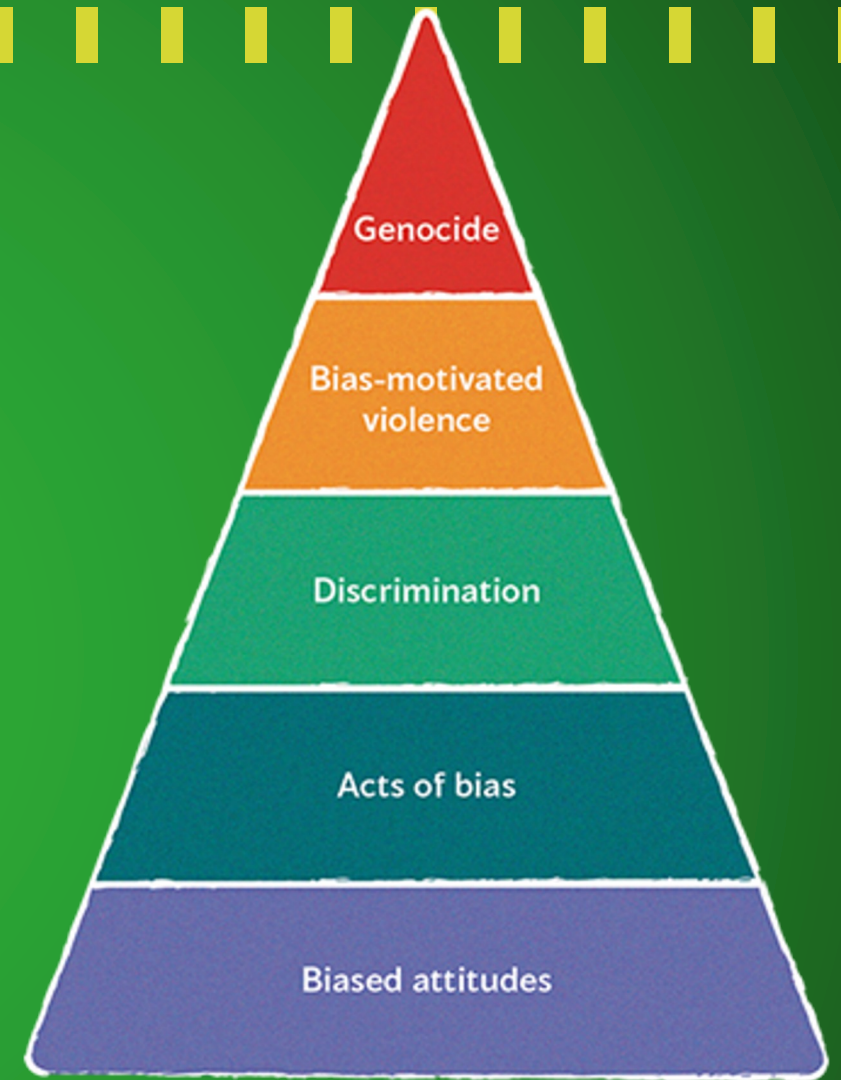 Genocide
Bias-motivated
violence
Discrimination
Acts of bias
Biased attitudes